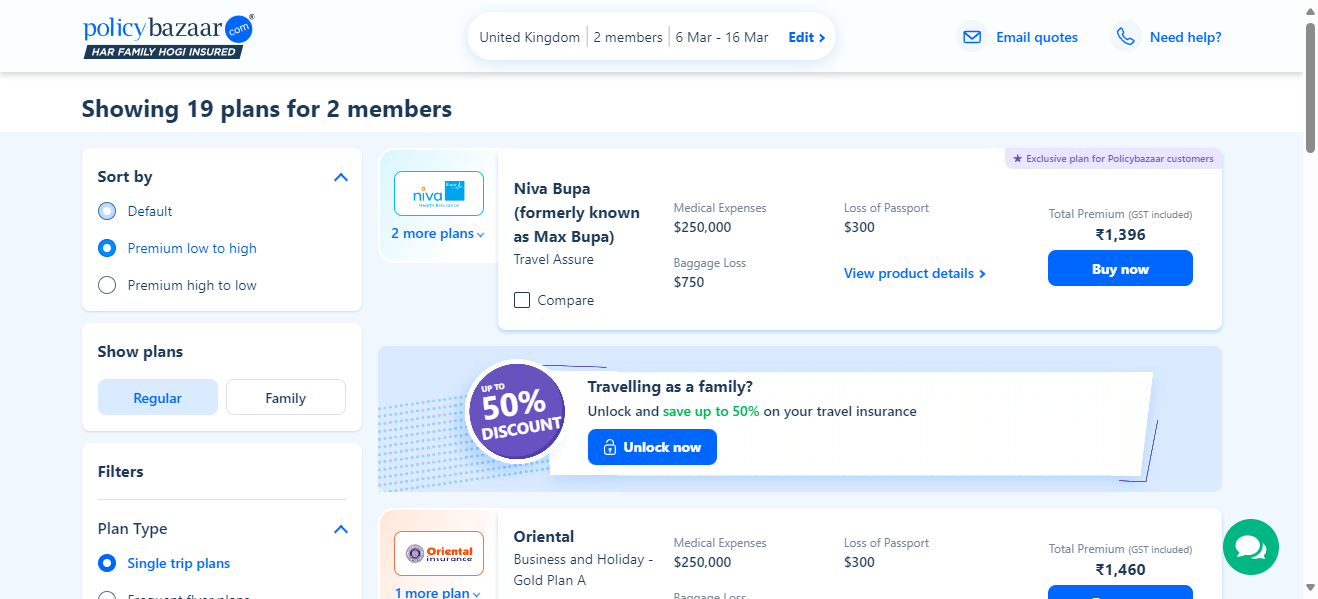 policybazaar.com®
HAR FAMILY HOGI INSURED
United Kingdom
2 members
6 Mar - 16 Mar
Edit
Email quotes
Need help?
Showing 19 plans for 2 members
Sort by
Default
Premium low to high
Premium high to low
Show plans
Regular
Family
Filters
Plan Type
Single trip plans
Frequent flyer plans
Exclusive plan for Policybazaar customers
niva
Bupa
Health Insurance
2 more plans
Niva Bupa
(formerly known
as Max Bupa)
Travel Assure
Compare
Medical Expenses
$250,000
Baggage Loss
$750
Loss of Passport
$300
View product details
Total Premium (GST included)
₹1,396
Buy now
UP TO
50%
DISCOUNT
Travelling as a family?
Unlock and save up to 50% on your travel insurance
Unlock now
Oriental
insurance
1 more plan
Oriental
Business and Holiday -
Gold Plan A
Medical Expenses
$250,000
Baggage Loss
Loss of Passport
$300
Total Premium (GST included)
₹1,460